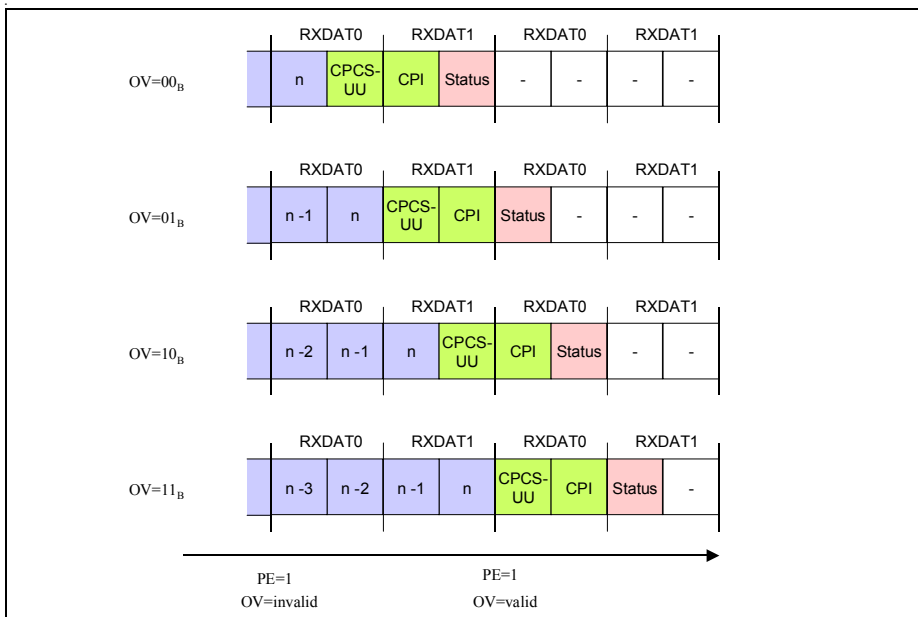 RXDAT0 RXDAT1 RXDAT0 RXDAT1
OV=00B n CPCS-UU CPI Status - - - -
RXDAT0 RXDAT1 RXDAT0 RXDAT1
OV=01B n -1 n CPCS-UU CPI Status - - -
RXDAT0 RXDAT1 RXDAT0 RXDAT1
OV=10B n -2 n -1 n CPCS-UU CPI Status - -
RXDAT0 RXDAT1 RXDAT0 RXDAT1
OV=11B n -3 n -2 n -1 n CPCS-UU CPI Status -
PE=1 PE=1
OV=invalid OV=valid